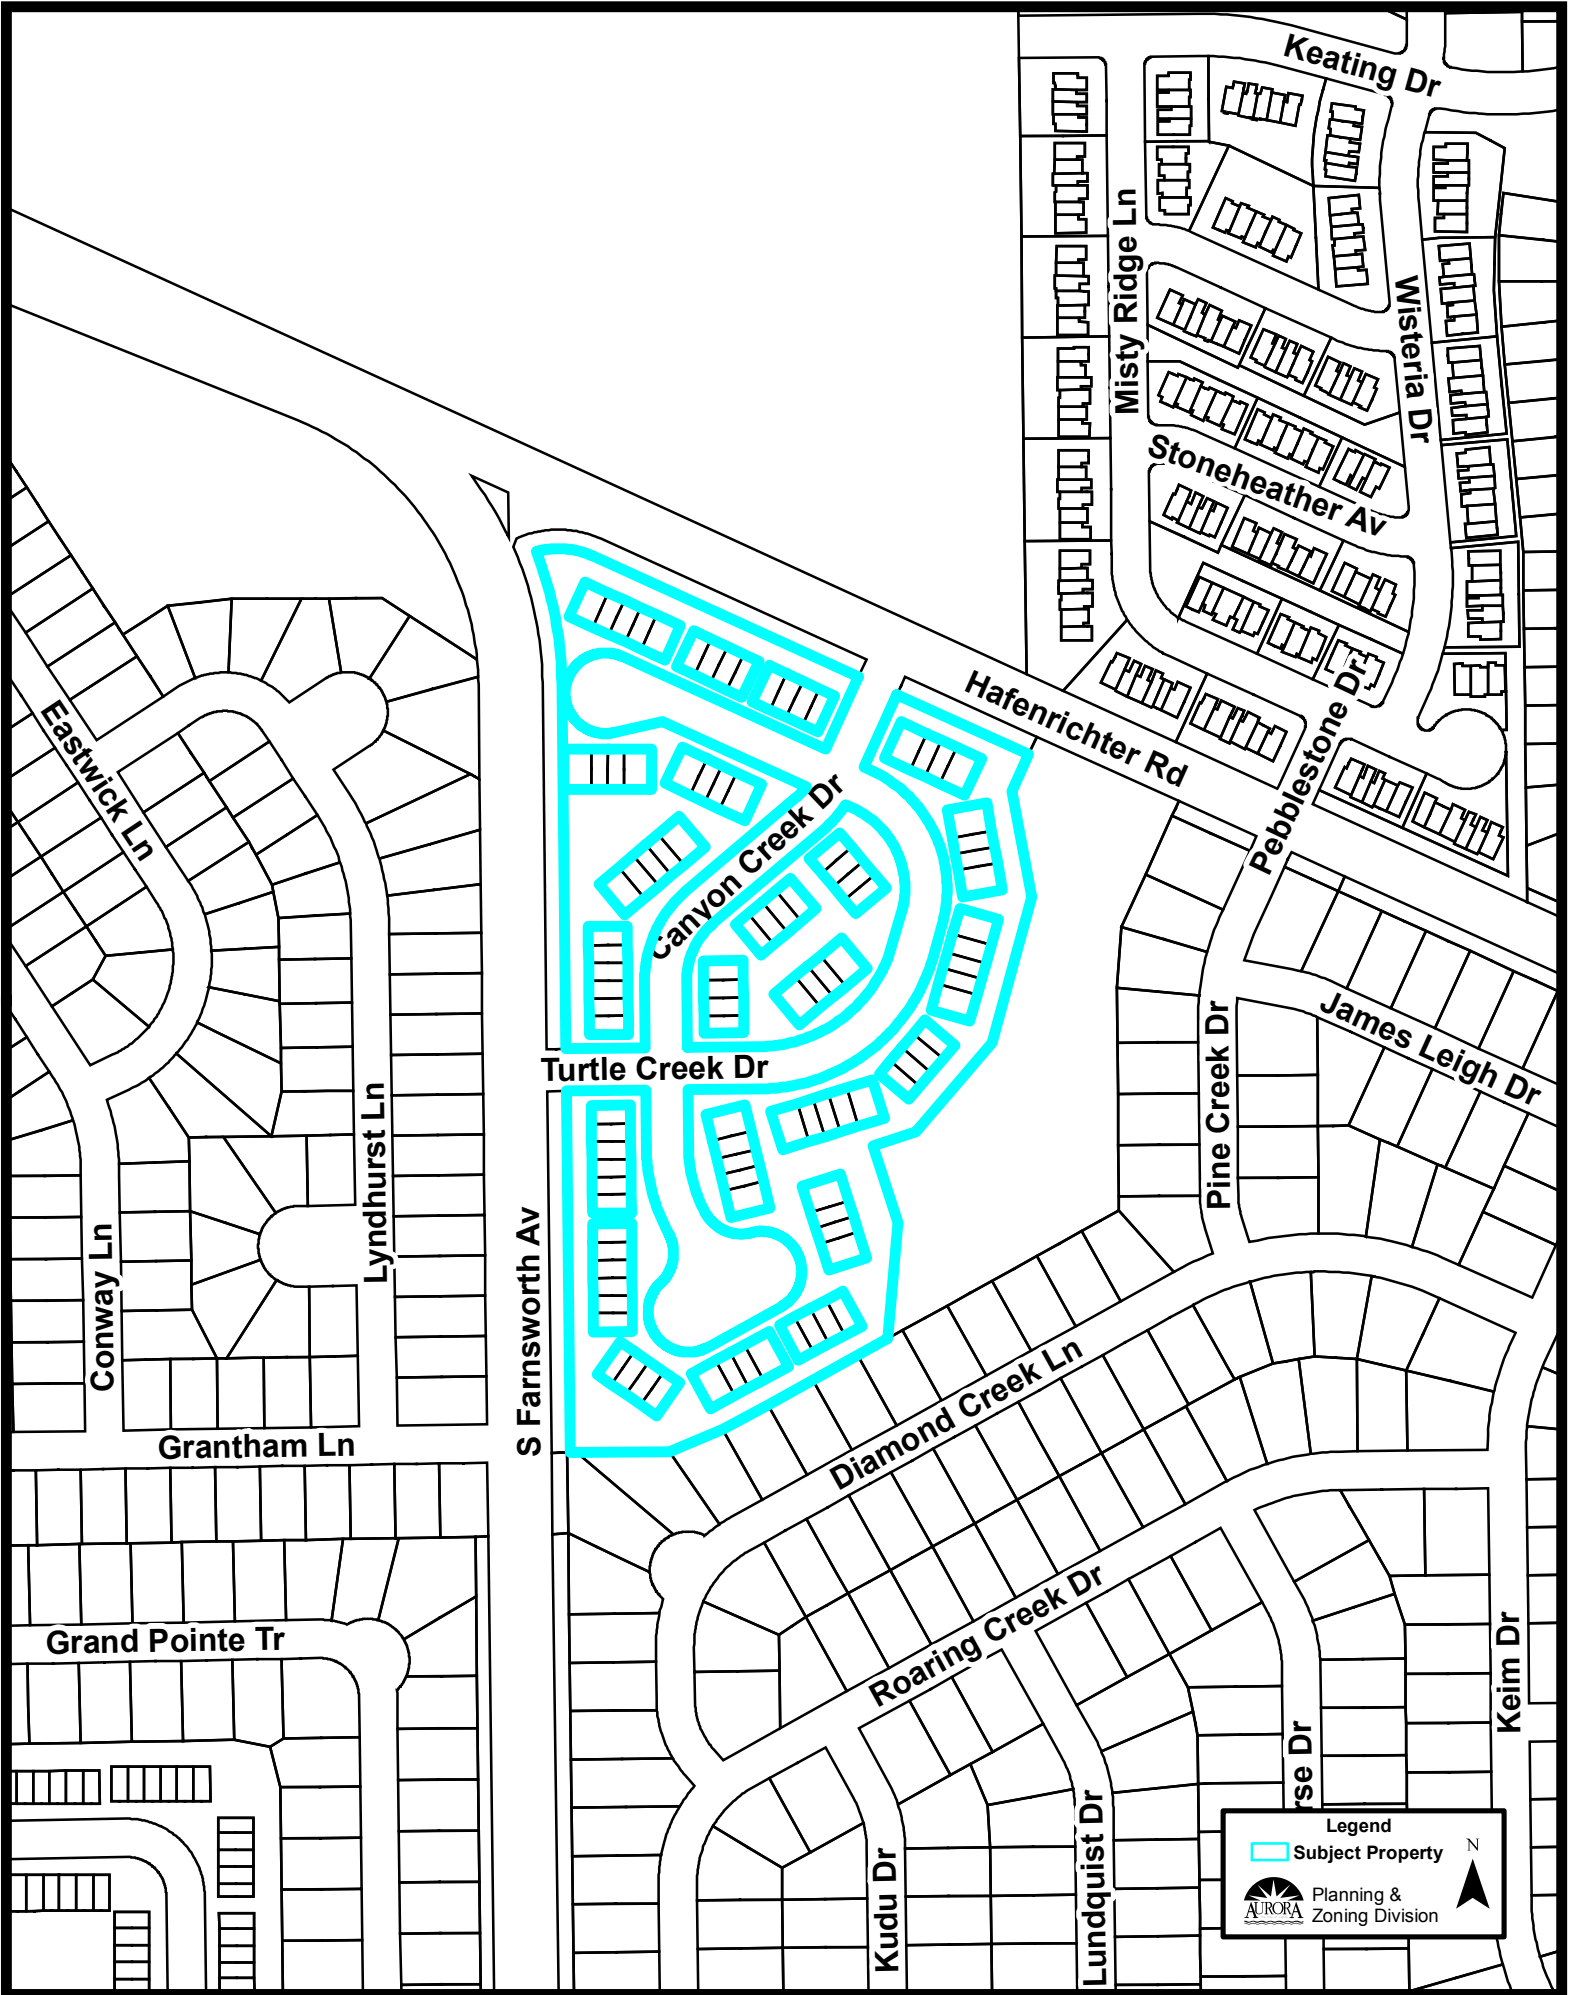 Keating Dr
Misty Ridge Ln
Wisteria Dr
Stoneheather Av
Hafenrichter Rd
Pebblestone Dr
Eastwick Ln
Canyon Creek Dr
Turtle Creek Dr
James Leigh Dr
Pine Creek Dr
Lyndhurst Ln
Conway Ln
S Farnsworth Av
Diamond Creek Ln
Grantham Ln
Roaring Creek Dr
Grand Pointe Tr
Keim Dr
rse Dr
Kudu Dr
Lundquist Dr
Legend
Subject Property
N
AURORA
Planning &
Zoning Division